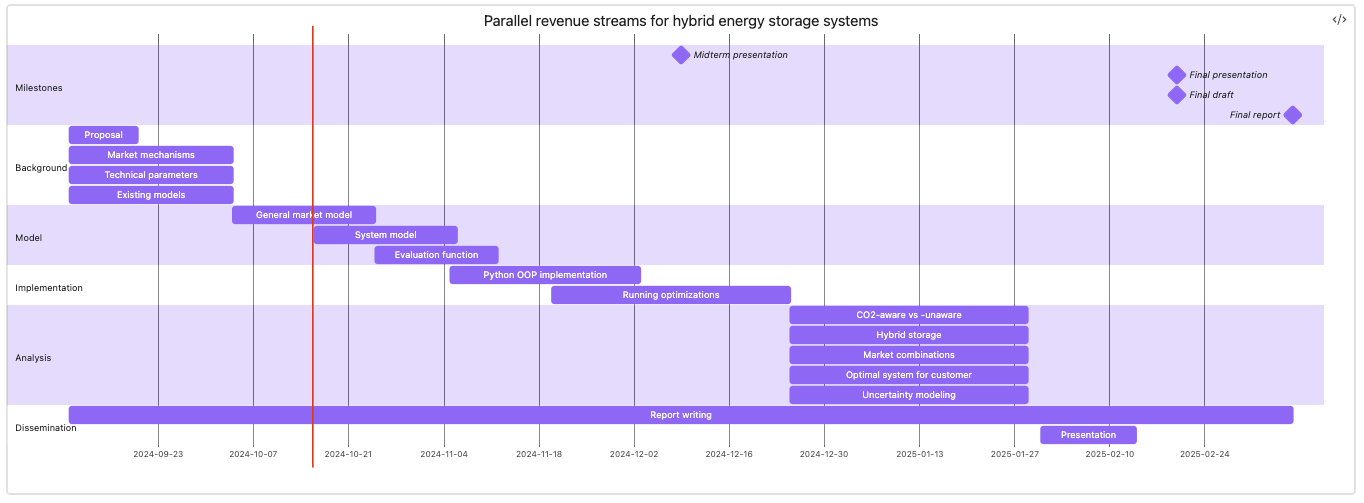 Parallel revenue streams for hybrid energy storage systems
</>
Milestones
Midterm presentation
Final presentation
Final draft
Final report
Background
Proposal
Market mechanisms
Technical parameters
Existing models
Model
General market model
System model
Evaluation function
Implementation
Python OOP implementation
Running optimizations
Analysis
CO2-aware vs -unaware
Hybrid storage
Market combinations
Optimal system for customer
Uncertainty modeling
Dissemination
Report writing
Presentation
2024-09-23 2024-10-07 2024-10-21 2024-11-04 2024-11-18 2024-12-02 2024-12-16 2024-12-30 2025-01-13 2025-01-27 2025-02-10 2025-02-24